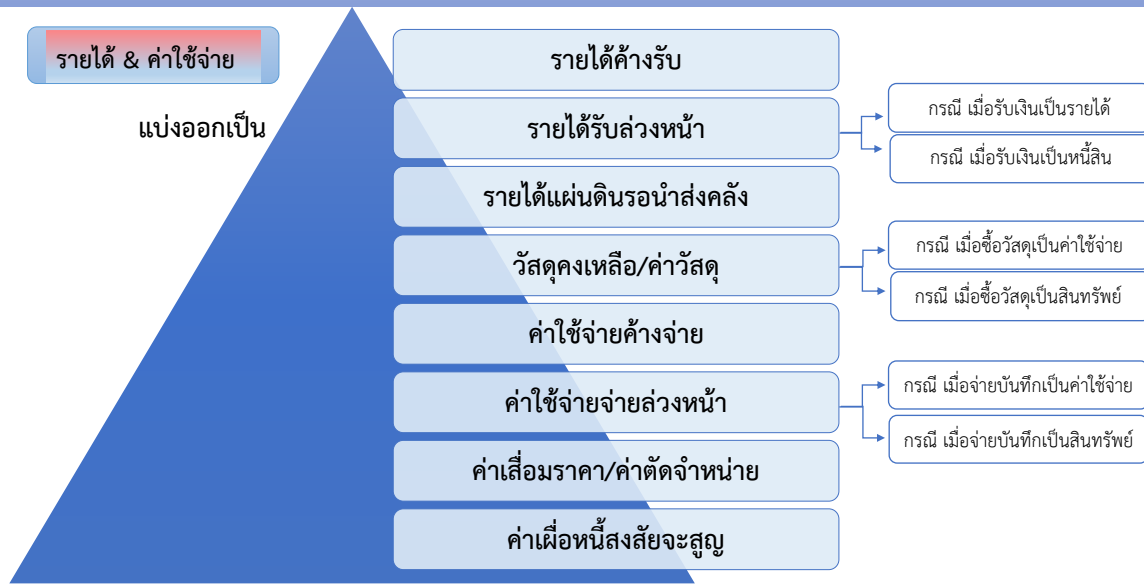 รายได้ & ค่าใช้จ่าย
แบ่งออกเป็น
รายได้ค้างรับ
รายได้รับล่วงหน้า
กรณี เมื่อรับเงินเป็นรายได้
กรณี เมื่อรับเงินเป็นหนี้สิน
รายได้แผ่นดินรอนำส่งคลัง
วัสดุคงเหลือ/ค่าวัสดุ
กรณี เมื่อซื้อวัสดุเป็นค่าใช้จ่าย
กรณี เมื่อซื้อวัสดุเป็นสินทรัพย์
ค่าใช้จ่ายค้างจ่าย
ค่าใช้จ่ายจ่ายล่วงหน้า
กรณี เมื่อจ่ายบันทึกเป็นค่าใช้จ่าย
กรณี เมื่อจ่ายบันทึกเป็นสินทรัพย์
ค่าเสื่อมราคา/ค่าตัดจำหน่าย
ค่าเผื่อหนี้สงสัยจะสูญ